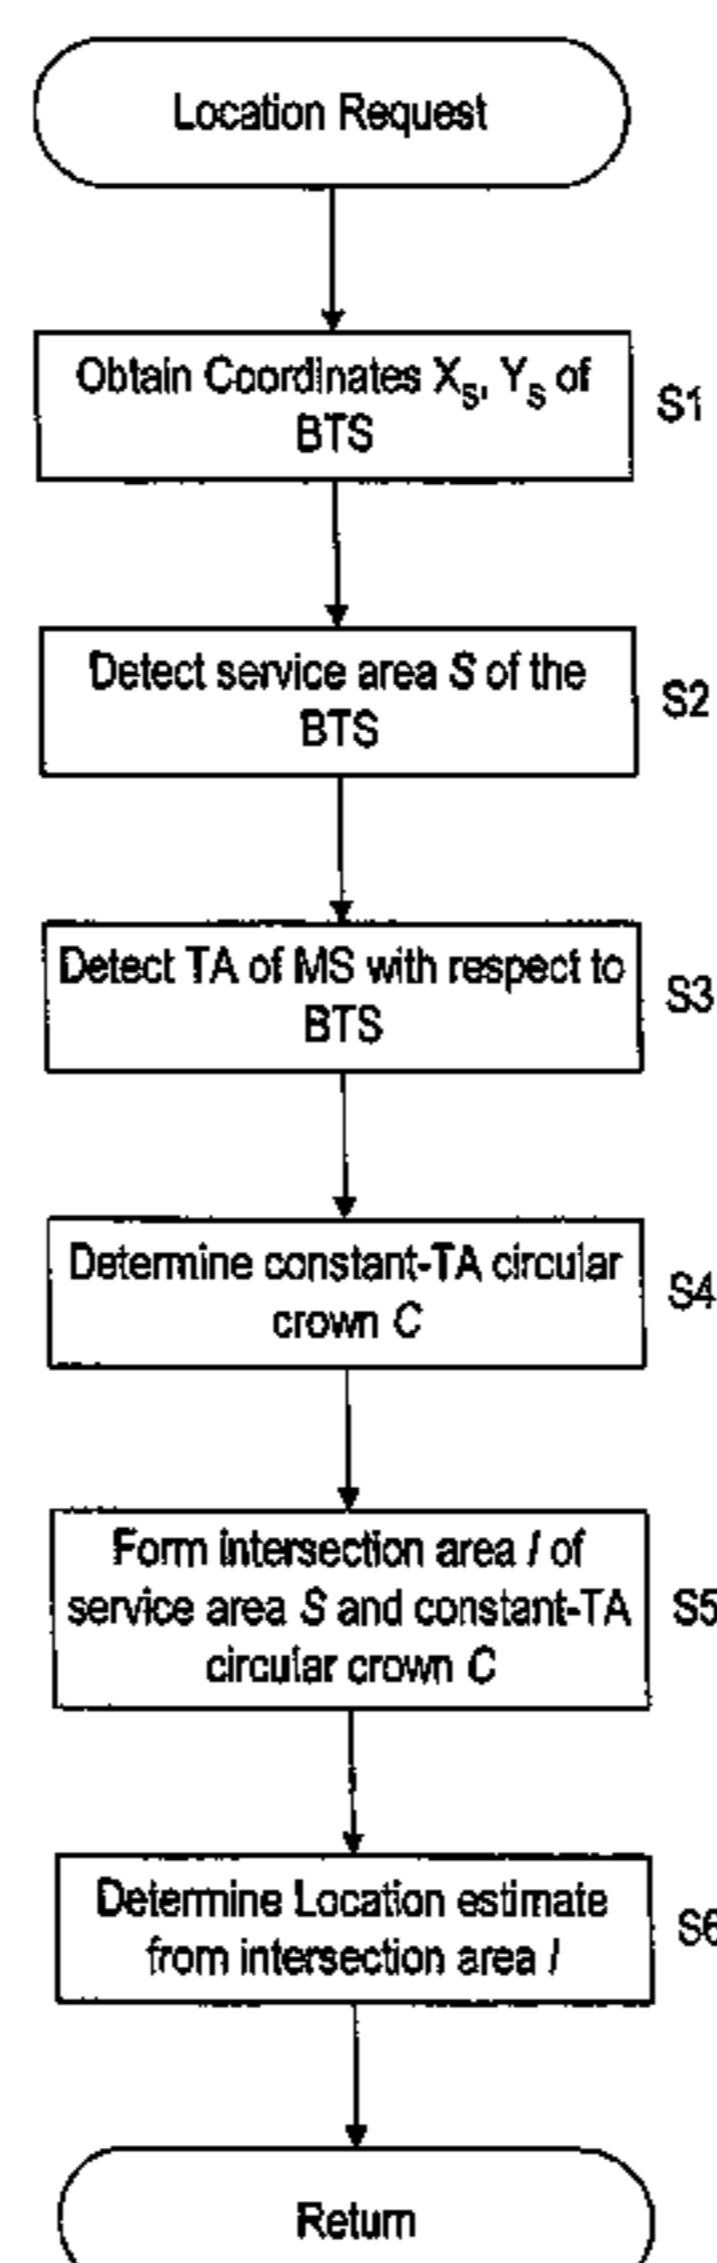 Location Request
Obtain Coordinates X_S, Y_S of
BTS
S1
Detect service area S of the
BTS
S2
Detect TA of MS with respect to
BTS
S3
Determine constant-TA circular
crown C
S4
Form intersection area I of
service area S and constant-TA
circular crown C
S5
Determine Location estimate
from intersection area I
S6
Return